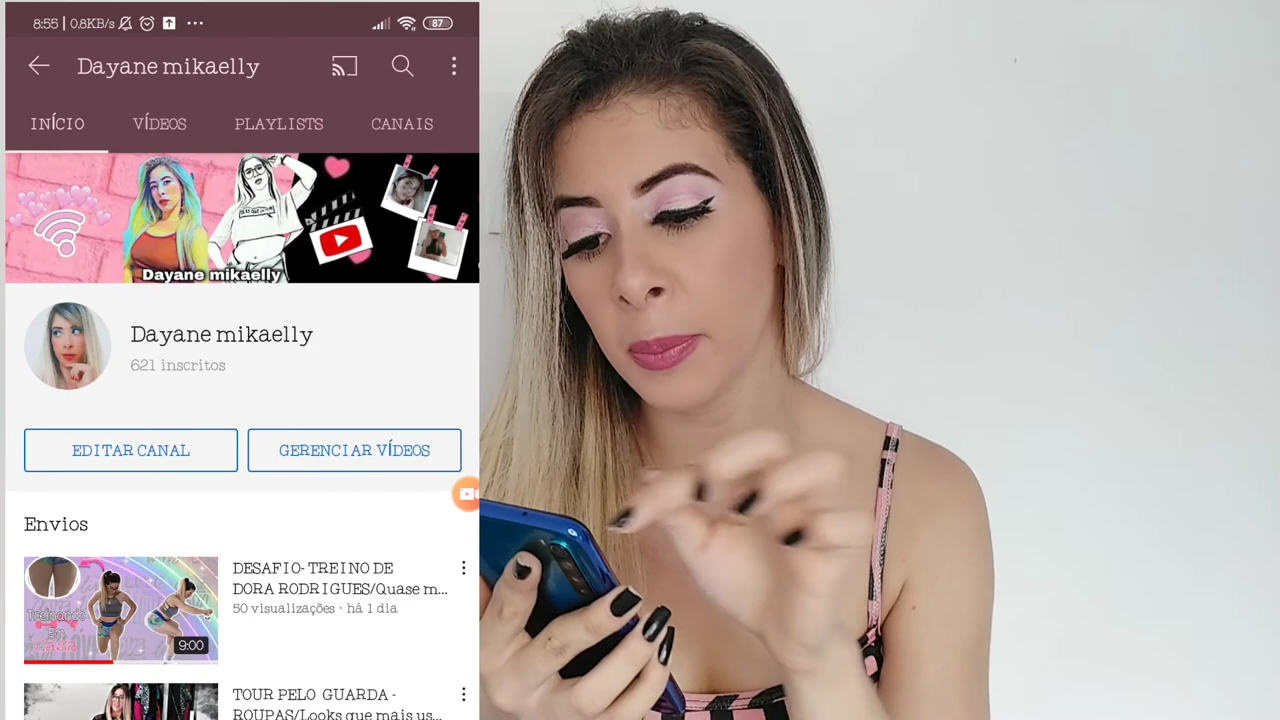 8:55 | 0,8KB/s
87
Dayane mikaelly
INÍCIO
VÍDEOS
PLAYLISTS
CANAIS
Dayane mikaelly
Dayane mikaelly
621 inscritos
EDITAR CANAL
GERENCIAR VÍDEOS
Envios
DESAFIO- TREINO DE
DORA RODRIGUES/Quase m...
50 visualizações · há 1 dia
Treinando
Em
9:00
TOUR PELO GUARDA -
ROUPAS/Looks que mais us...